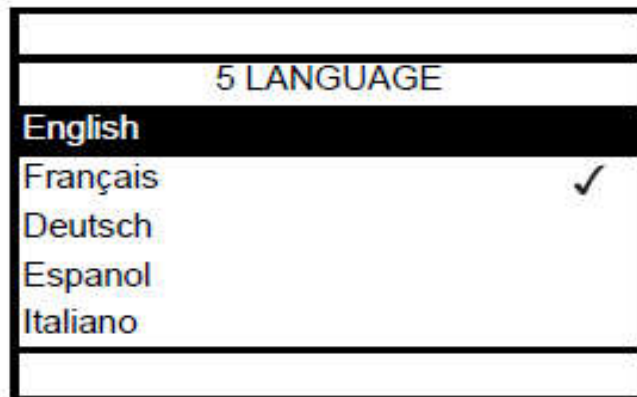 5 LANGUAGE
English
Français
Deutsch
Espanol
Italiano